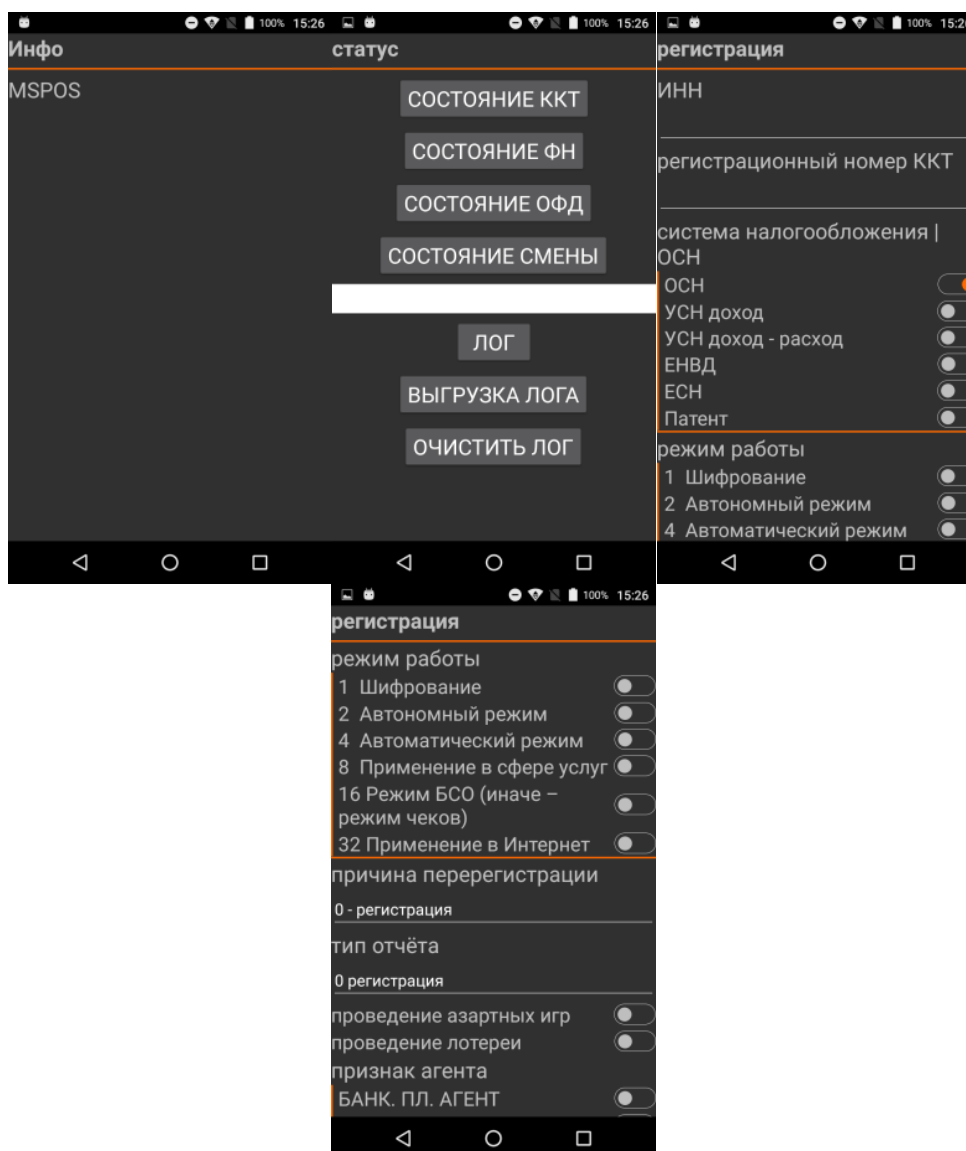 100% 15:26
Инфо
MSPOS
100% 15:26
статус
СОСТОЯНИЕ ККТ
СОСТОЯНИЕ ФН
СОСТОЯНИЕ ОФД
СОСТОЯНИЕ СМЕНЫ
ЛОГ
ВЫГРУЗКА ЛОГА
ОЧИСТИТЬ ЛОГ
100% 15:26
регистрация
ИНН
регистрационный номер ККТ
система налогообложения |
ОСН
ОСН
УСН доход
УСН доход - расход
ЕНВД
ЕСН
Патент
режим работы
1 Шифрование
2 Автономный режим
4 Автоматический режим
100% 15:26
регистрация
режим работы
1 Шифрование
2 Автономный режим
4 Автоматический режим
8 Применение в сфере услуг
16 Режим БСО (иначе –
режим чеков)
32 Применение в Интернет
причина перерегистрации
0 - регистрация
тип отчёта
0 регистрация
проведение азартных игр
проведение лотереи
признак агента
БАНК. ПЛ. АГЕНТ